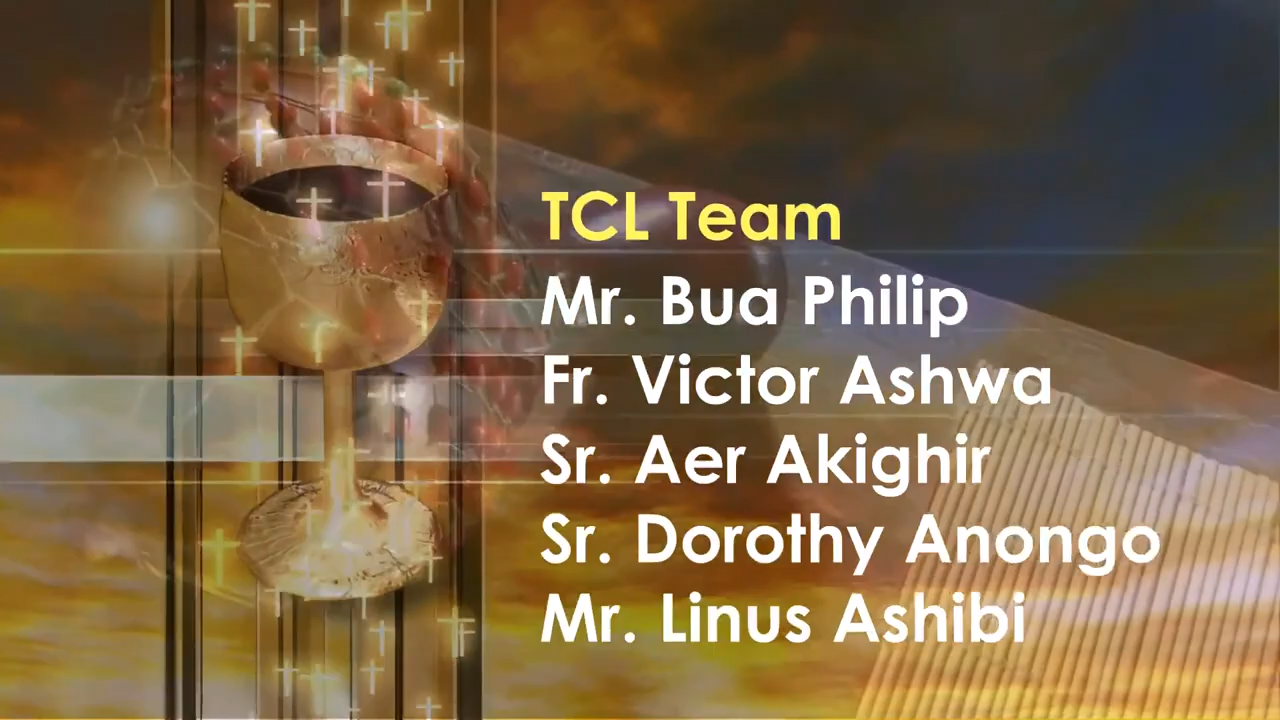 TCL Team
Mr. Bua Philip
Fr. Victor Ashwa
Sr. Aer Akighir
Sr. Dorothy Anongo
Mr. Linus Ashibi